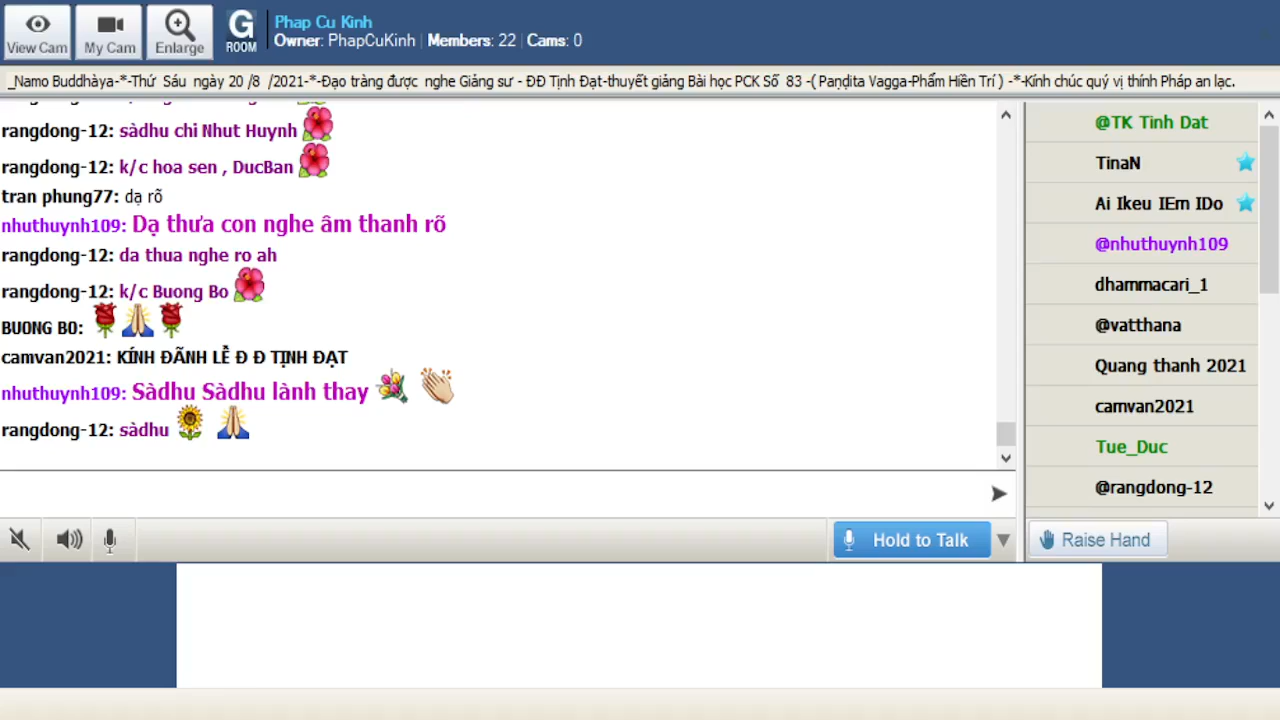 View Cam
My Cam
Enlarge
G
ROOM
Phap Cu Kinh
Owner: PhapCuKinh | Members: 22 | Cams: 0
_Namo Buddhàya-*-Thứ Sáu ngày 20 /8 /2021-*-Đạo tràng được nghe Giảng sư - ĐĐ Tịnh Đạt-thuyết giảng Bài học PCK Số 83 -( Paṇḍita Vagga-Phẩm Hiền Trí ) -*-Kính chúc quý vị thính Pháp an lạc.
rangdong-12: sàdhu chi Nhut Huynh
rangdong-12: k/c hoa sen , DucBan
tran phung77: dạ rõ
nhuthuynh109: Dạ thưa con nghe âm thanh rõ
rangdong-12: da thua nghe ro ah
rangdong-12: k/c Buong Bo
BUONG BO:
camvan2021: KÍNH ĐÃNH LỄ Đ Đ TỊNH ĐẠT
nhuthuynh109: Sàdhu Sàdhu lành thay
rangdong-12: sàdhu
@TK Tinh Dat
TinaN
Ai lkeu IEm IDo
@nhuthuynh109
dhammacari_1
@vatthana
Quang thanh 2021
camvan2021
Tue_Duc
@rangdong-12
Hold to Talk
Raise Hand